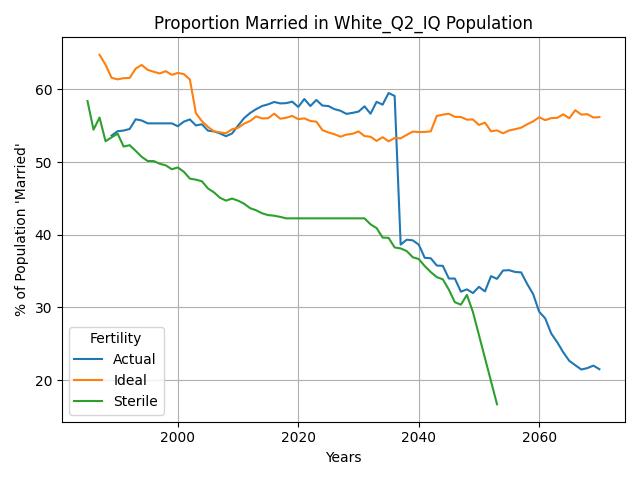 Proportion Married in White_Q2_IQ Population
% of Population 'Married'
60
50
40
30
20
Fertility
Actual
Ideal
Sterile
2000 2020 2040 2060
Years